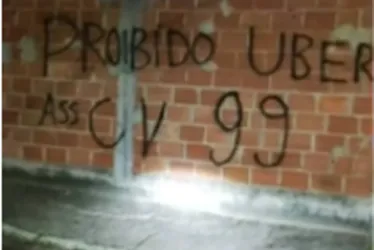 PROIBIDO UBER
Ass CV 99